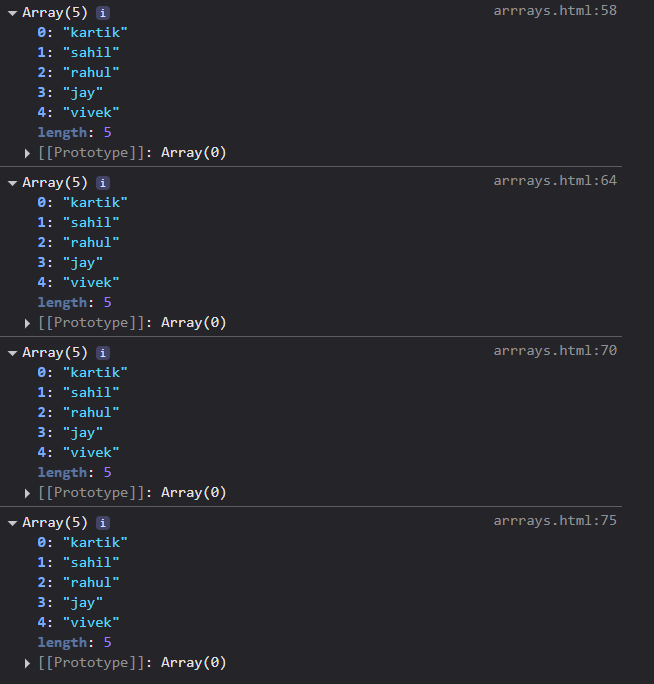 Array(5) i arrrays.html:58
0: "kartik"
1: "sahil"
2: "rahul"
3: "jay"
4: "vivek"
length: 5
[[Prototype]]: Array(0)
Array(5) i arrrays.html:64
0: "kartik"
1: "sahil"
2: "rahul"
3: "jay"
4: "vivek"
length: 5
[[Prototype]]: Array(0)
Array(5) i arrrays.html:70
0: "kartik"
1: "sahil"
2: "rahul"
3: "jay"
4: "vivek"
length: 5
[[Prototype]]: Array(0)
Array(5) i arrrays.html:75
0: "kartik"
1: "sahil"
2: "rahul"
3: "jay"
4: "vivek"
length: 5
[[Prototype]]: Array(0)